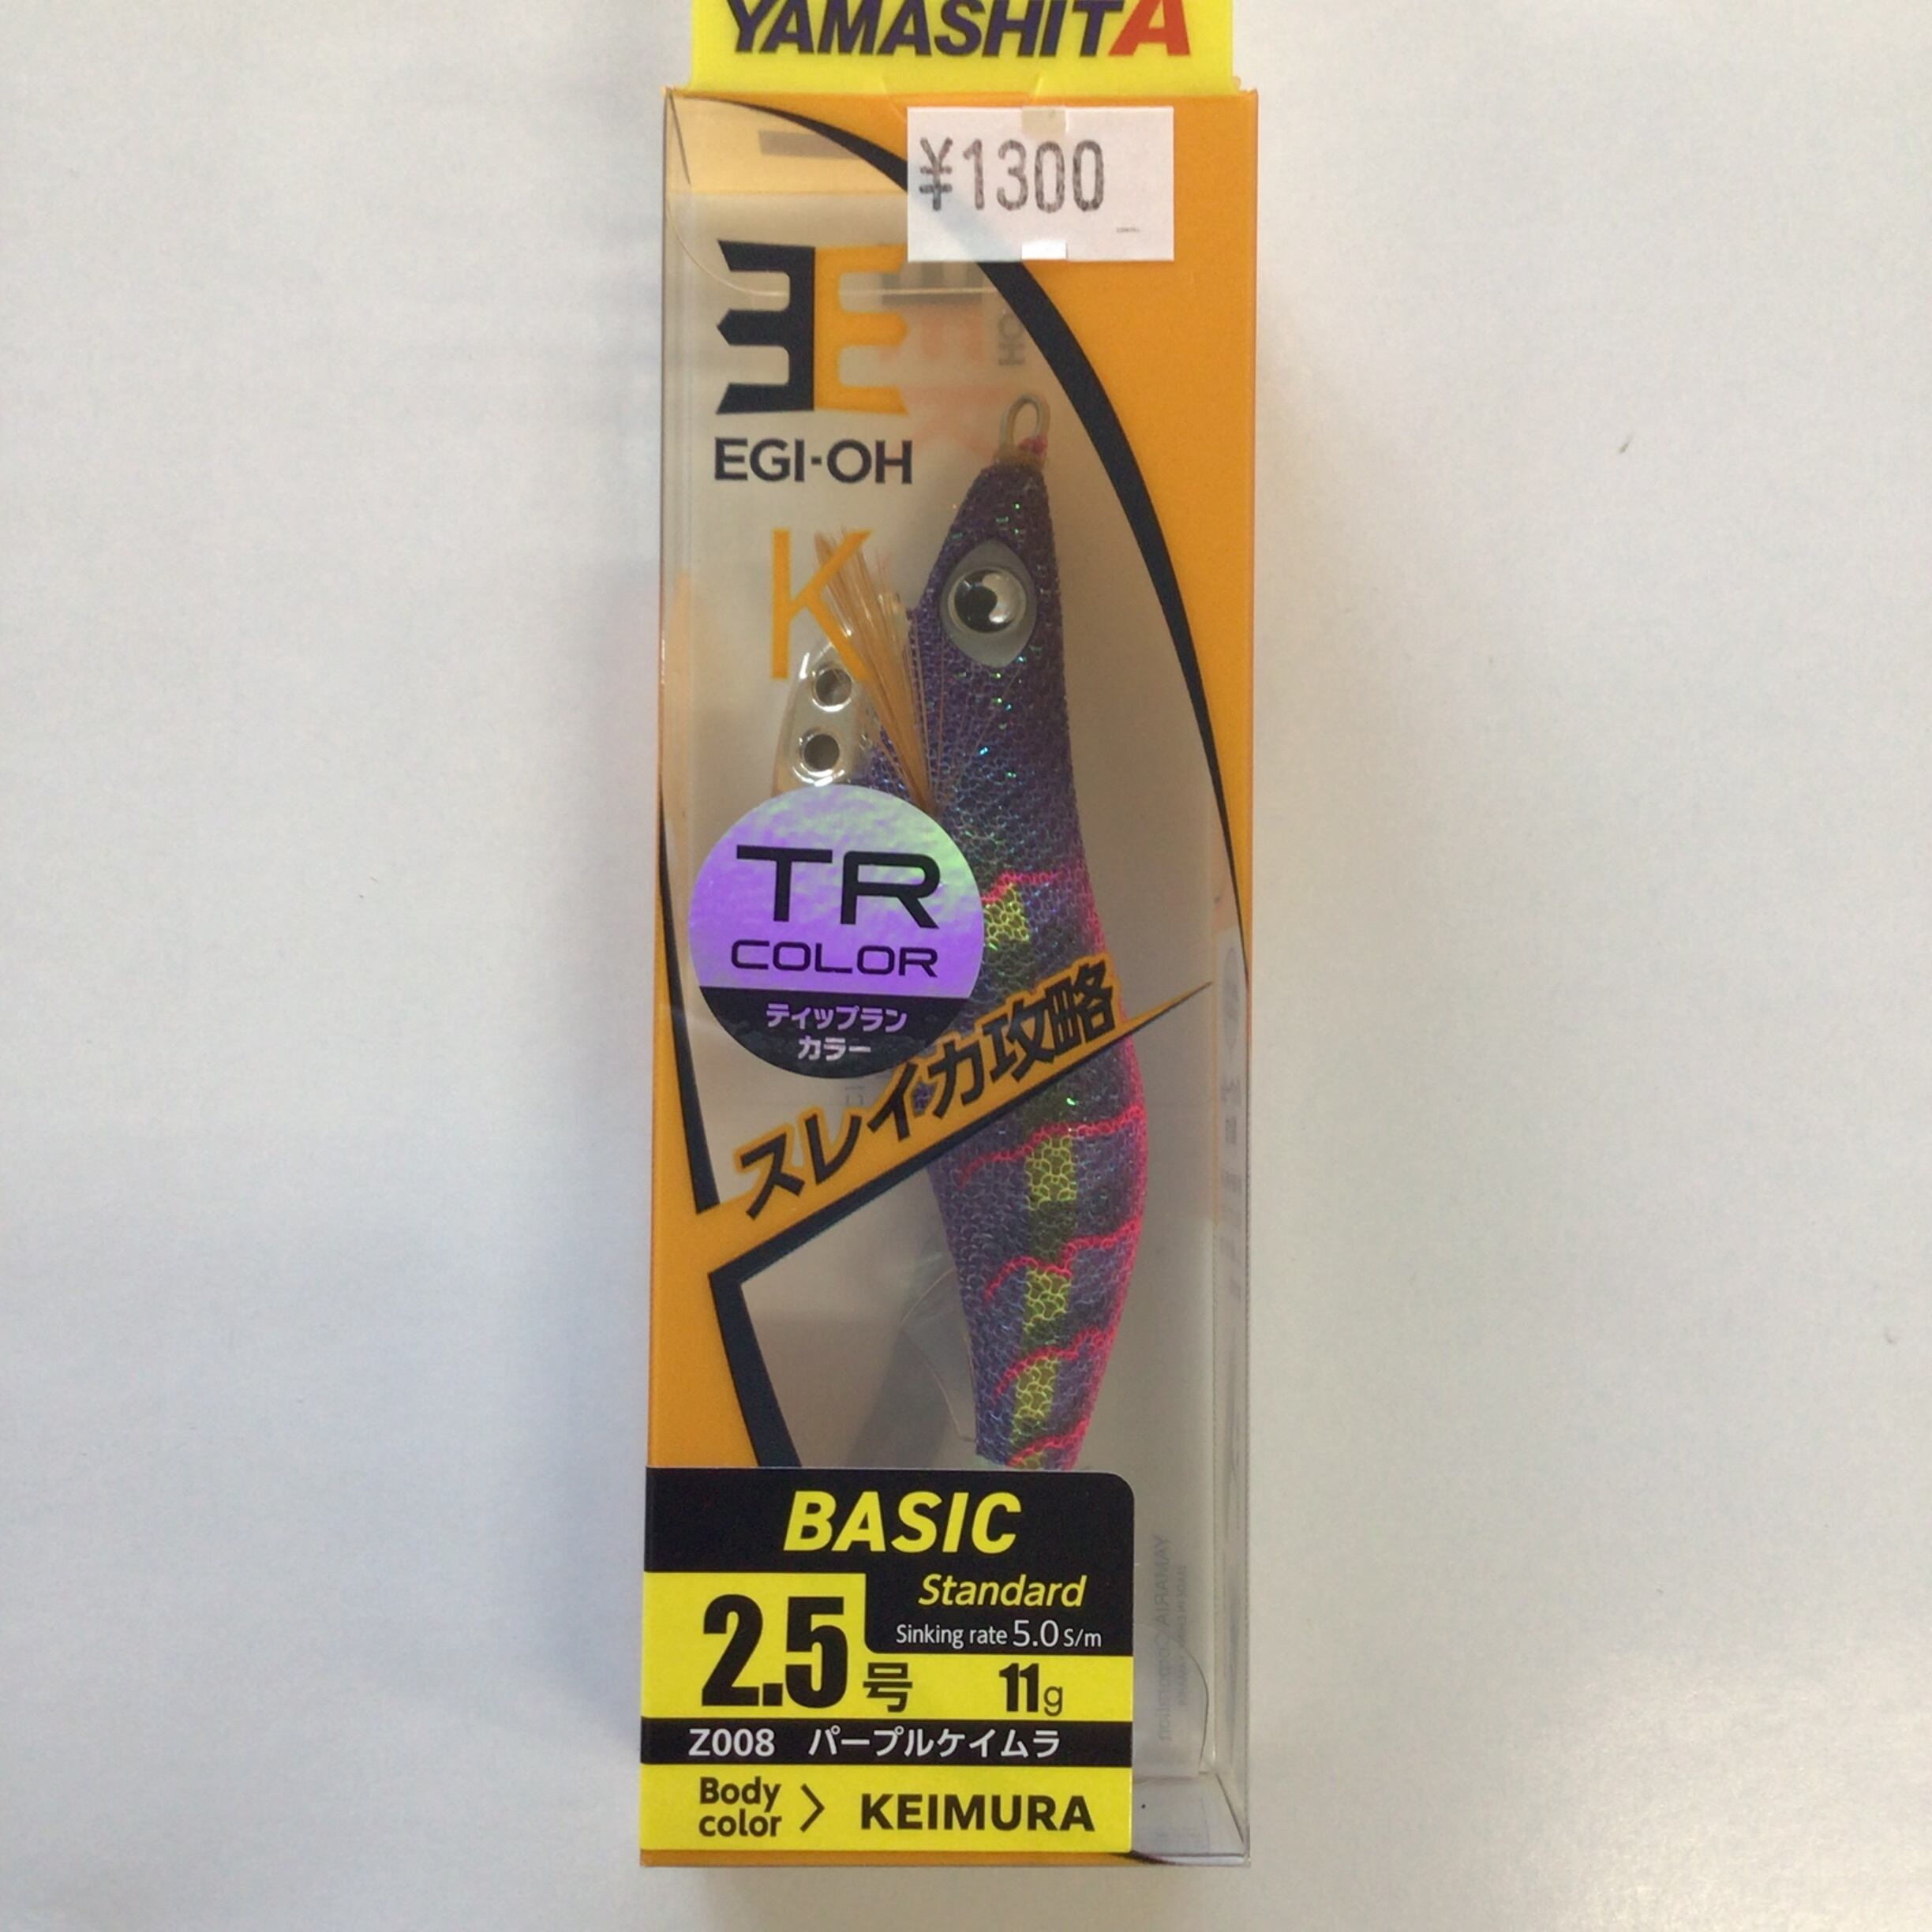 YAMASHITA
¥1300
EGI-OH
K
TR
COLOR
ティップラン
カラー
スレイカ攻略
BASIC
Standard
Sinking rate 5.0 S/m
2.5号 11g
Z008 パープルケイムラ
Body
color > KEIMURA